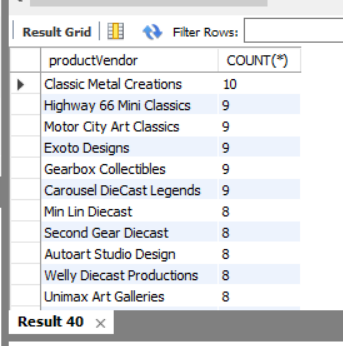 Result Grid Filter Rows:
productVendor COUNT(*)
Classic Metal Creations 10
Highway 66 Mini Classics 9
Motor City Art Classics 9
Exoto Designs 9
Gearbox Collectibles 9
Carousel DieCast Legends 9
Min Lin Diecast 8
Second Gear Diecast 8
Autoart Studio Design 8
Welly Diecast Productions 8
Unimax Art Galleries 8
Result 40 ×